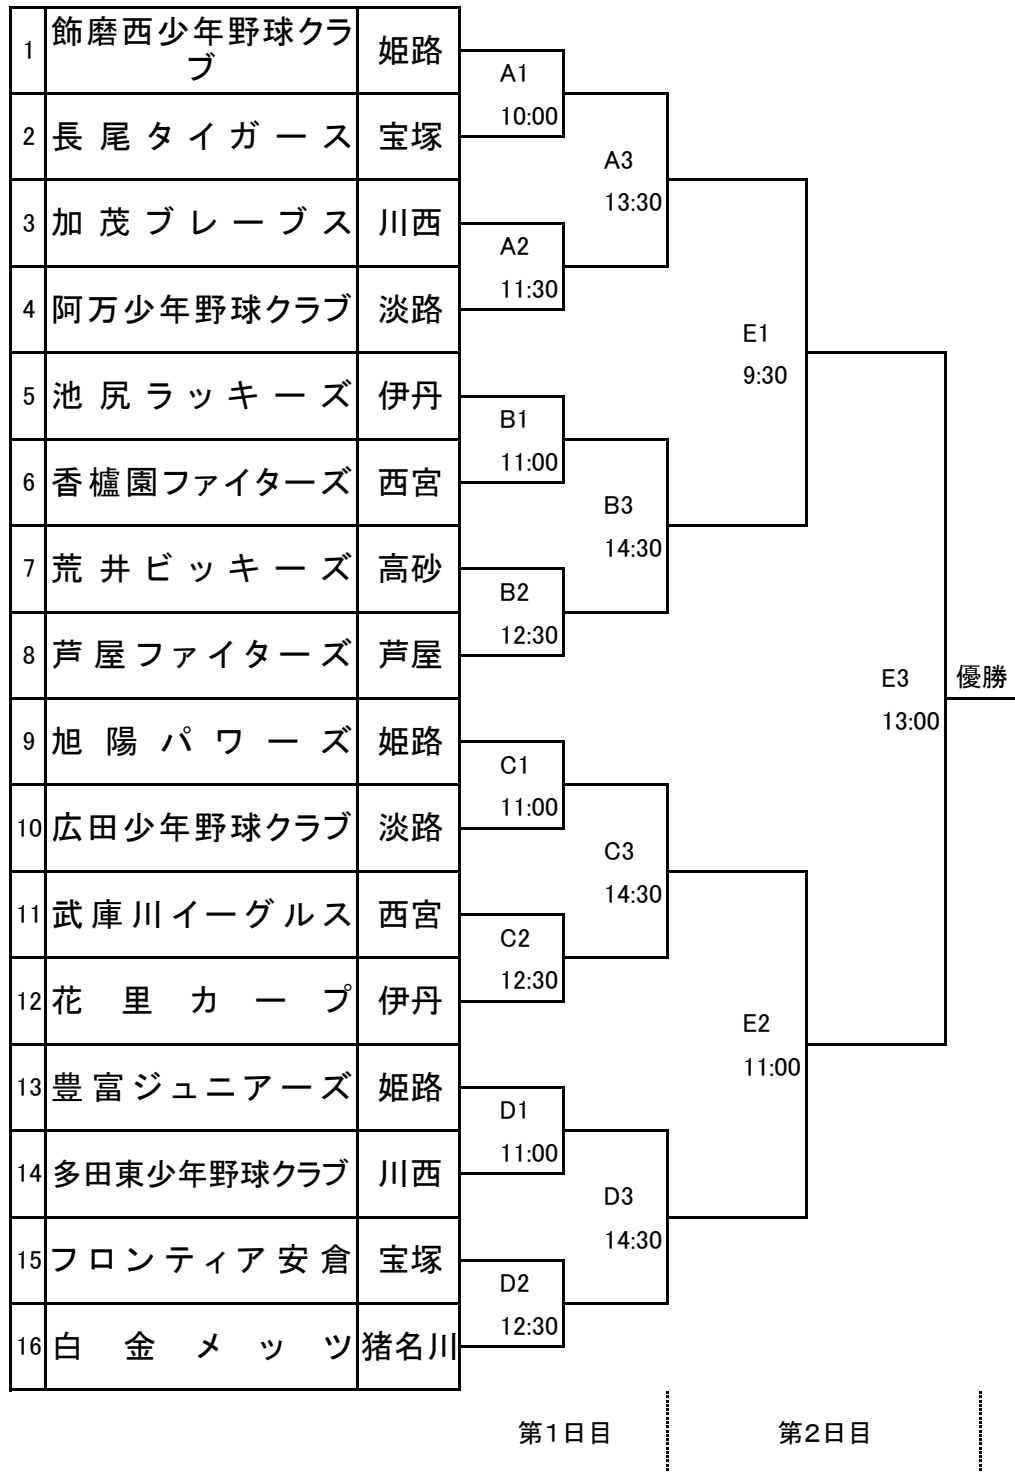 1 飾磨西少年野球クラ
ブ 姫路
2 長尾タイガース 宝塚
3 加茂ブレーブス 川西
4 阿万少年野球クラブ 淡路
5 池尻ラッキーズ 伊丹
6 香櫨園ファイターズ 西宮
7 荒井ビッキーズ 高砂
8 芦屋ファイターズ 芦屋
9 旭陽パワーズ 姫路
10 広田少年野球クラブ 淡路
11 武庫川イーグルス 西宮
12 花里カープ 伊丹
13 豊富ジュニアーズ 姫路
14 多田東少年野球クラブ 川西
15 フロンティア安倉 宝塚
16 白金メッツ 猪名川
A1
10:00
A2
11:30
B1
11:00
B2
12:30
C1
11:00
C2
12:30
D1
11:00
D2
12:30
A3
13:30
B3
14:30
C3
14:30
D3
14:30
E1
9:30
E2
11:00
E3
13:00
優勝
第1日目
第2日目